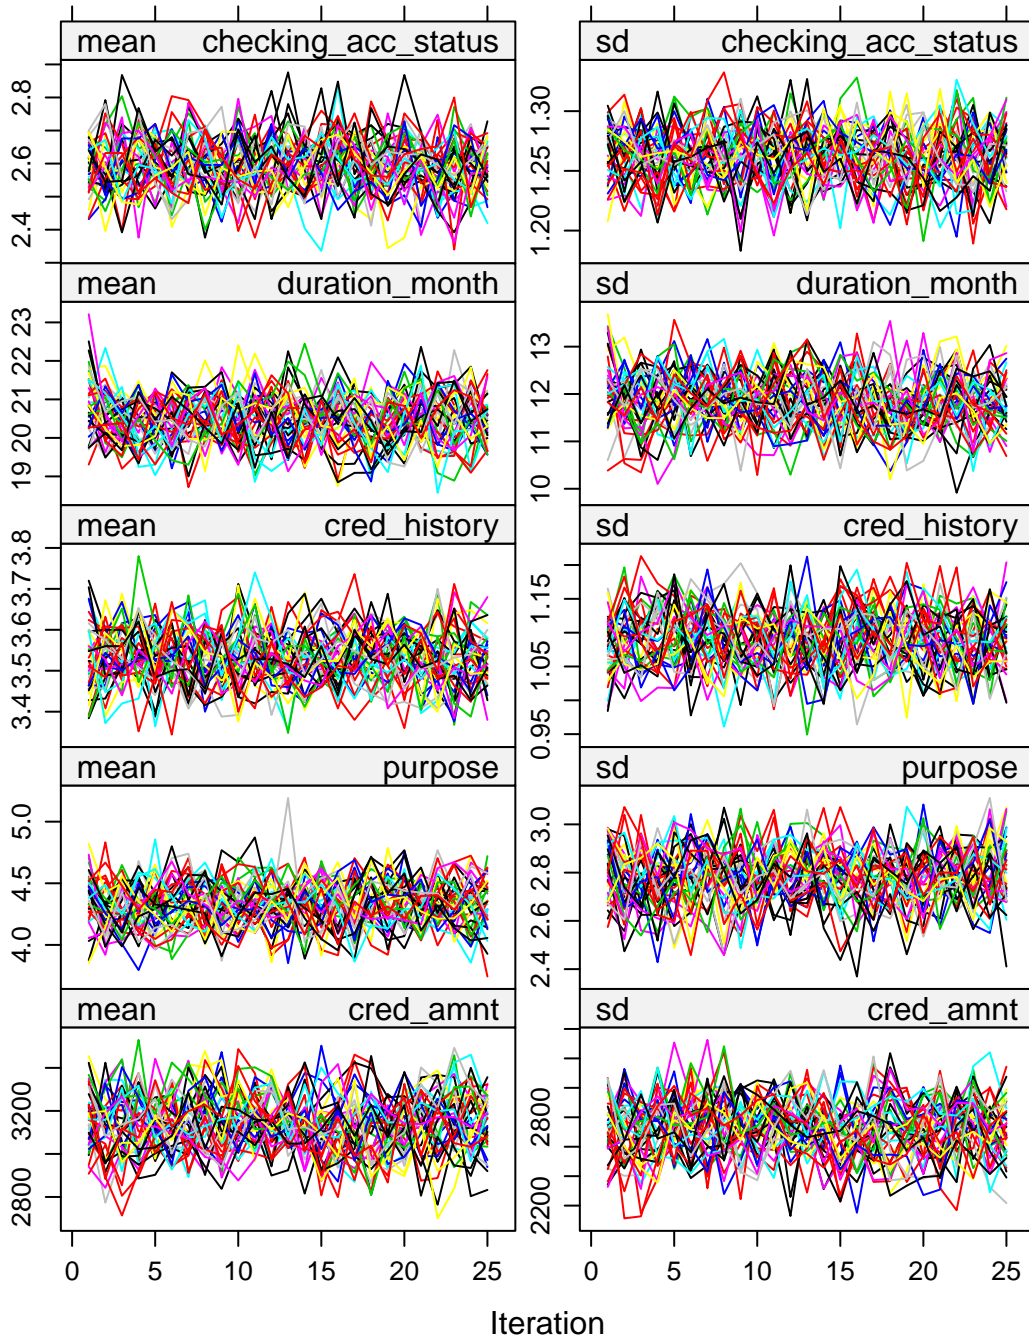 mean checking_acc_status sd checking_acc_status
2.4 2.6 2.8
1.20 1.25 1.30
mean duration_month sd duration_month
19 20 21 22 23
10 11 12 13
mean cred_history sd cred_history
3.4 3.5 3.6 3.7 3.8
0.95 1.05 1.15
mean purpose sd purpose
4.0 4.5 5.0
2.4 2.6 2.8 3.0
mean cred_amnt sd cred_amnt
2800 3200
2200 2800
0 5 10 15 20 25 0 5 10 15 20 25
Iteration